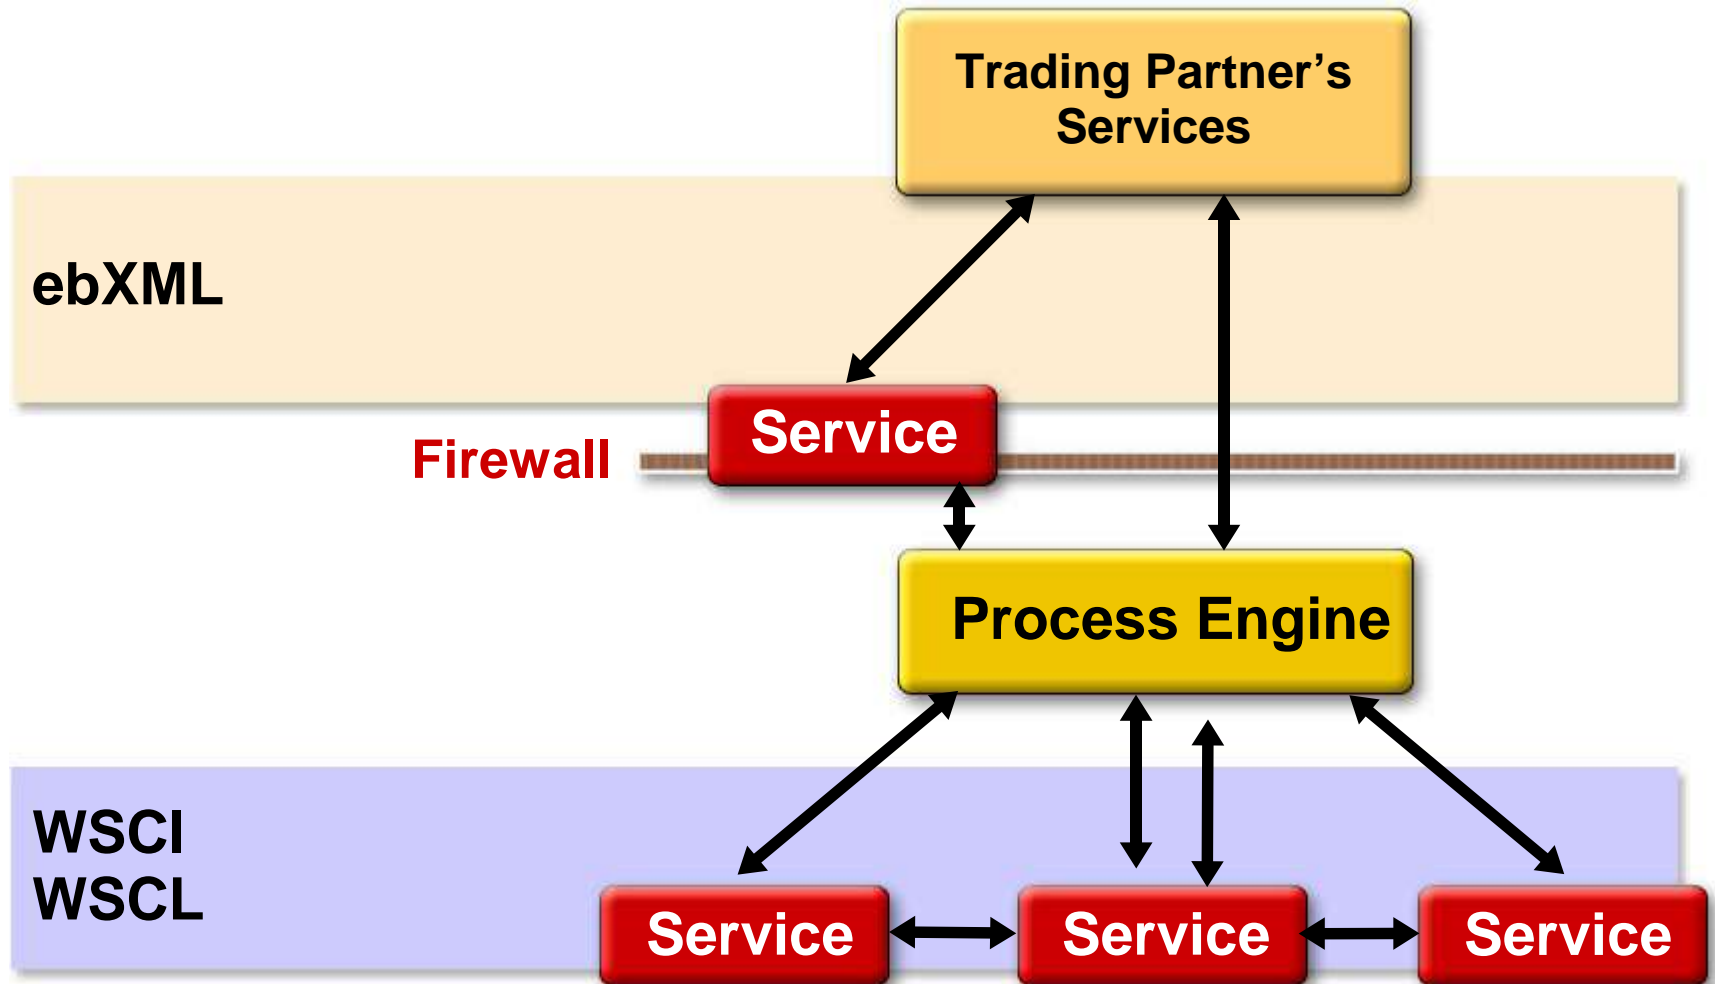 Trading Partner’s
Services
ebXML
Service
Firewall
Process Engine
WSCI
WSCL
Service
Service
Service